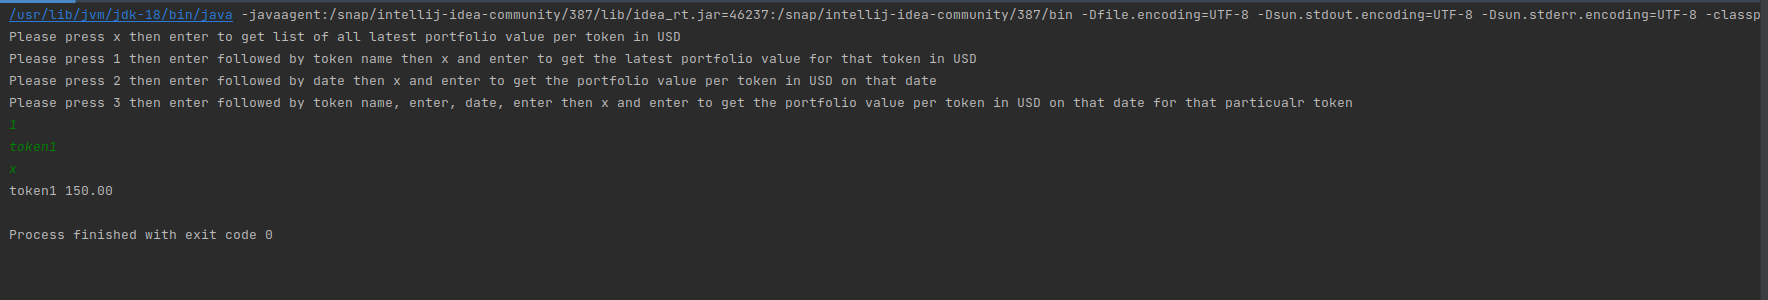 /usr/lib/jvm/jdk-18/bin/java -javaagent:/snap/intellij-idea-community/387/lib/idea_rt.jar=46237:/snap/intellij-idea-community/387/bin -Dfile.encoding=UTF-8 -Dsun.stdout.encoding=UTF-8 -Dsun.stderr.encoding=UTF-8 -classp
Please press x then enter to get list of all latest portfolio value per token in USD
Please press 1 then enter followed by token name then x and enter to get the latest portfolio value for that token in USD
Please press 2 then enter followed by date then x and enter to get the portfolio value per token in USD on that date
Please press 3 then enter followed by token name, enter, date, enter then x and enter to get the portfolio value per token in USD on that date for that particualr token
1
token1
x
token1 150.00
Process finished with exit code 0